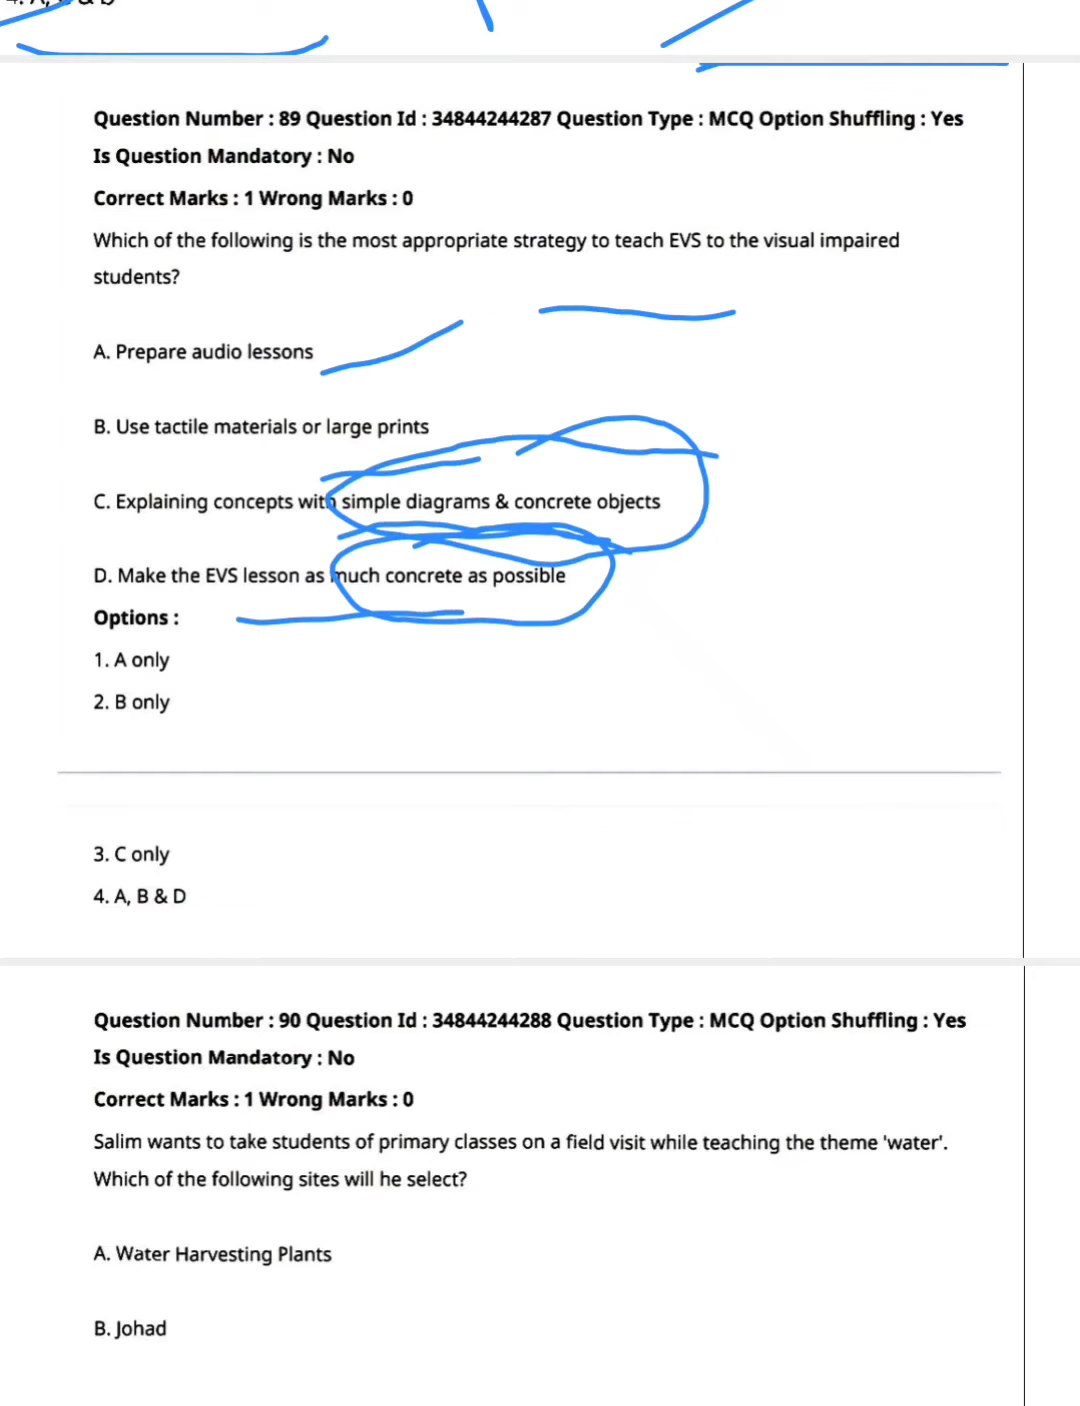 Question Number : 89 Question Id : 34844244287 Question Type : MCQ Option Shuffling : Yes
Is Question Mandatory : No
Correct Marks : 1 Wrong Marks : 0
Which of the following is the most appropriate strategy to teach EVS to the visual impaired
students?
A. Prepare audio lessons
B. Use tactile materials or large prints
C. Explaining concepts with simple diagrams & concrete objects
D. Make the EVS lesson as much concrete as possible
Options :
1. A only
2. B only
3. C only
4. A, B & D
Question Number : 90 Question Id : 34844244288 Question Type : MCQ Option Shuffling : Yes
Is Question Mandatory : No
Correct Marks : 1 Wrong Marks : 0
Salim wants to take students of primary classes on a field visit while teaching the theme 'water'.
Which of the following sites will he select?
A. Water Harvesting Plants
B. Johad